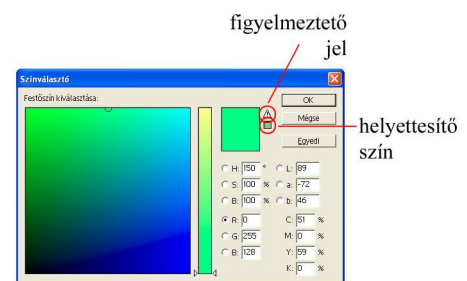 figyelmeztető
jel
Színválasztó
Festőszín kiválasztása:
OK
Mégse
helyettesítő
szín
Egyedi
H: 150 ° L: 89
S: 100 % a: -72
B: 100 % b: 46
R: 0 C: 51 %
G: 255 M: 0 %
B: 128 Y: 59 %
K: 0 %